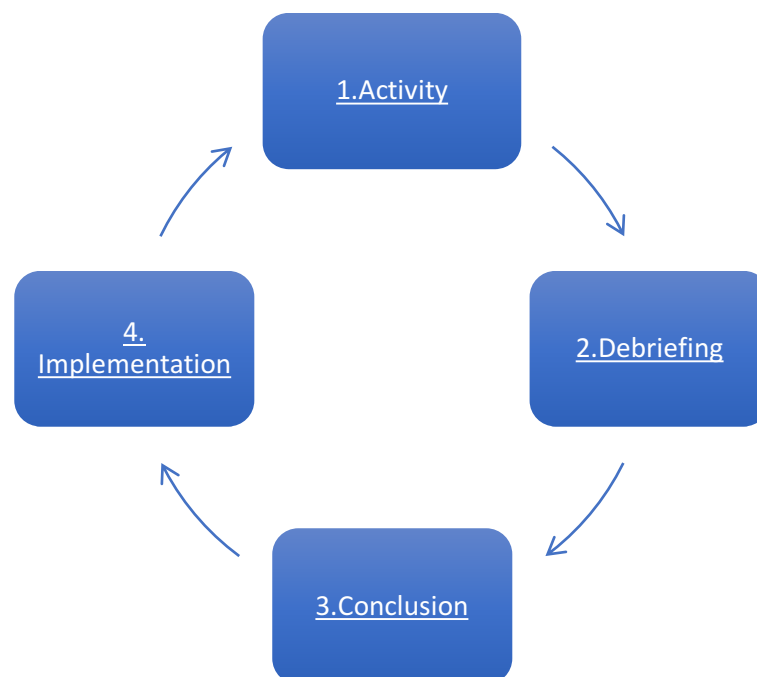 1.Activity
2.Debriefing
3.Conclusion
4.
Implementation